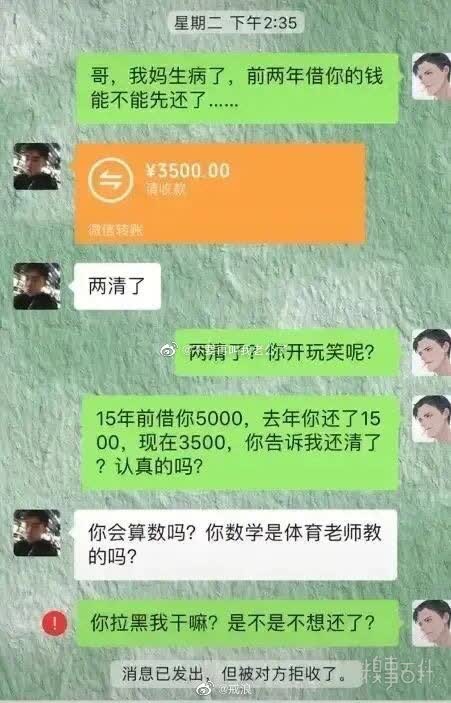 星期二 下午2:35
哥，我妈生病了，前两年借你的钱
能不能先还了……
¥3500.00
请收款
微信转账
两清了
两清了？你开玩笑呢？
15年前借你5000，去年你还了15
00，现在3500，你告诉我还清了
？认真的吗？
你会算数吗？你数学是体育老师教
的吗？
你拉黑我干嘛？是不是不想还了？
消息已发出，但被对方拒收了。
糗事百科
@戒浪